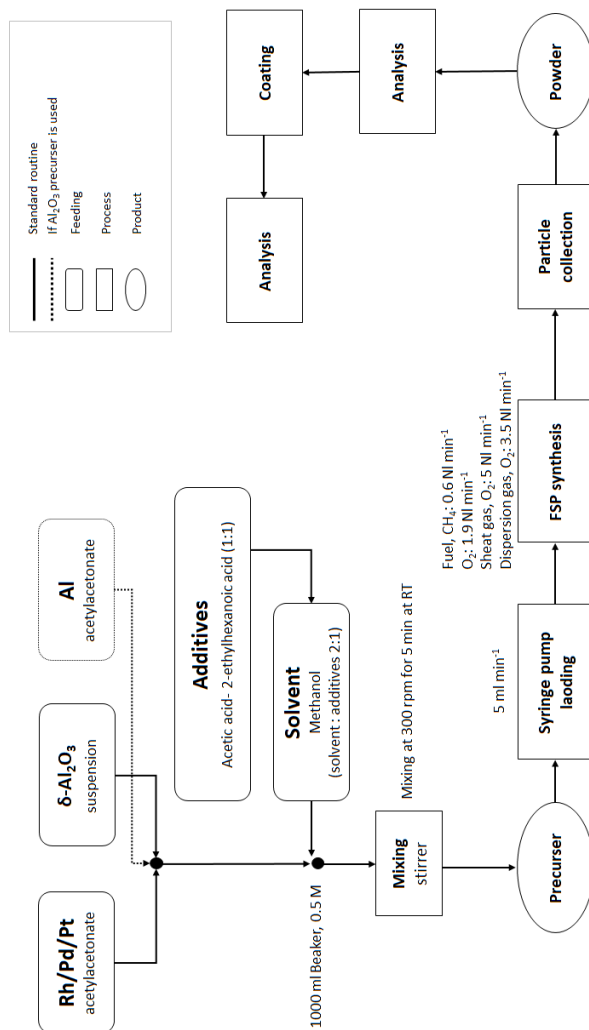 Standard routine
If Al₂O₃ precurser is used
Feeding
Process
Product
Rh/Pd/Pt
acetylacetonate
δ-Al₂O₃
suspension
Al
acetylacetonate
Additives
Acetic acid- 2-ethylhexanoic acid (1:1)
Solvent
Methanol
(solvent : additives 2:1)
1000 ml Beaker, 0.5 M
Mixing
stirrer
Mixing at 300 rpm for 5 min at RT
Precurser
Syringe pump
laoding
5 ml min⁻¹
FSP synthesis
Fuel, CH₄: 0.6 Nl min⁻¹
O₂: 1.9 Nl min⁻¹
Sheat gas, O₂: 5 Nl min⁻¹
Dispersion gas, O₂: 3.5 Nl min⁻¹
Particle
collection
Powder
Analysis
Coating
Analysis